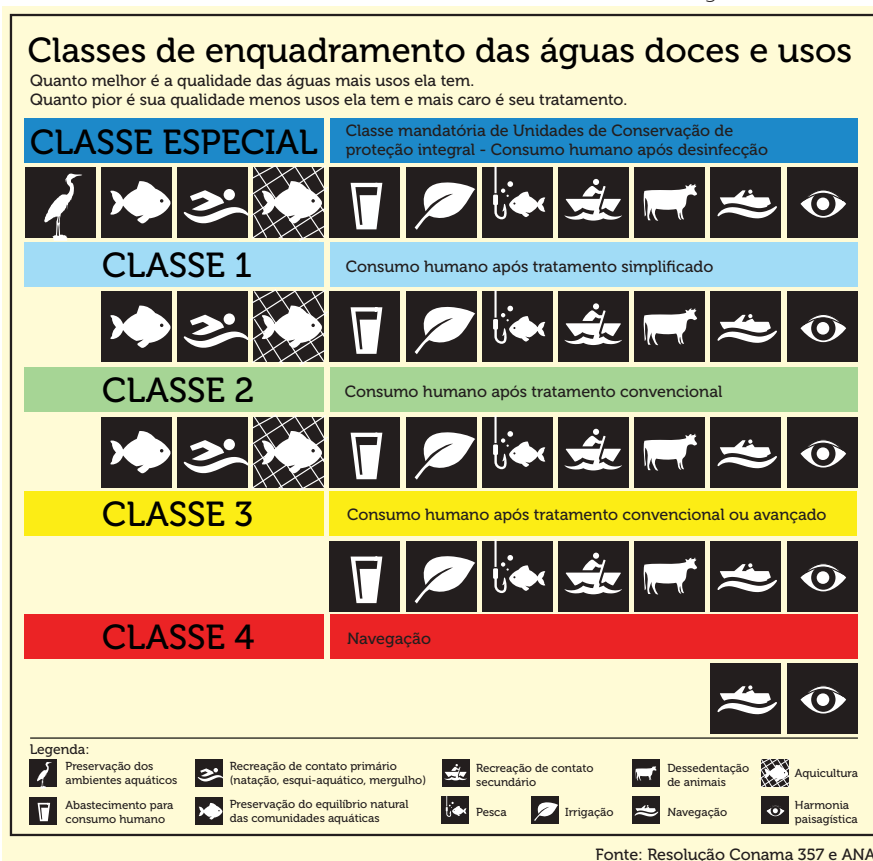 Classes de enquadramento das águas doces e usos
Quanto melhor é a qualidade das águas mais usos ela tem.
Quanto pior é sua qualidade menos usos ela tem e mais caro é seu tratamento.
CLASSE ESPECIAL
Classe mandatória de Unidades de Conservação de
proteção integral - Consumo humano após desinfecção
CLASSE 1
Consumo humano após tratamento simplificado
CLASSE 2
Consumo humano após tratamento convencional
CLASSE 3
Consumo humano após tratamento convencional ou avançado
CLASSE 4
Navegação
Legenda:
Preservação dos
ambientes aquáticos
Recreação de contato primário
(natação, esqui-aquático, mergulho)
Recreação de contato
secundário
Dessedentação
de animais
Aquicultura
Abastecimento para
consumo humano
Preservação do equilíbrio natural
das comunidades aquáticas
Pesca
Irrigação
Navegação
Harmonia
paisagística
Fonte: Resolução Conama 357 e ANA